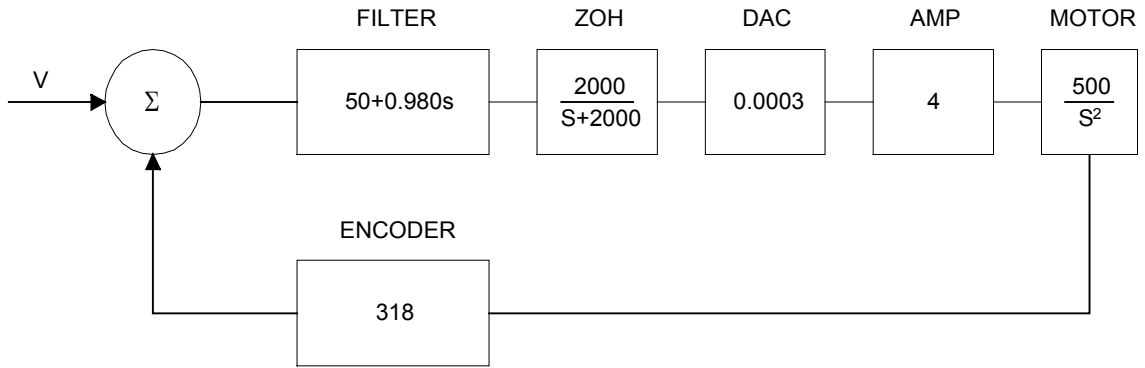 FILTER
ZOH
DAC
AMP
MOTOR
V
Σ
50+0.980s
2000
S+2000
0.0003
4
500
S²
ENCODER
318